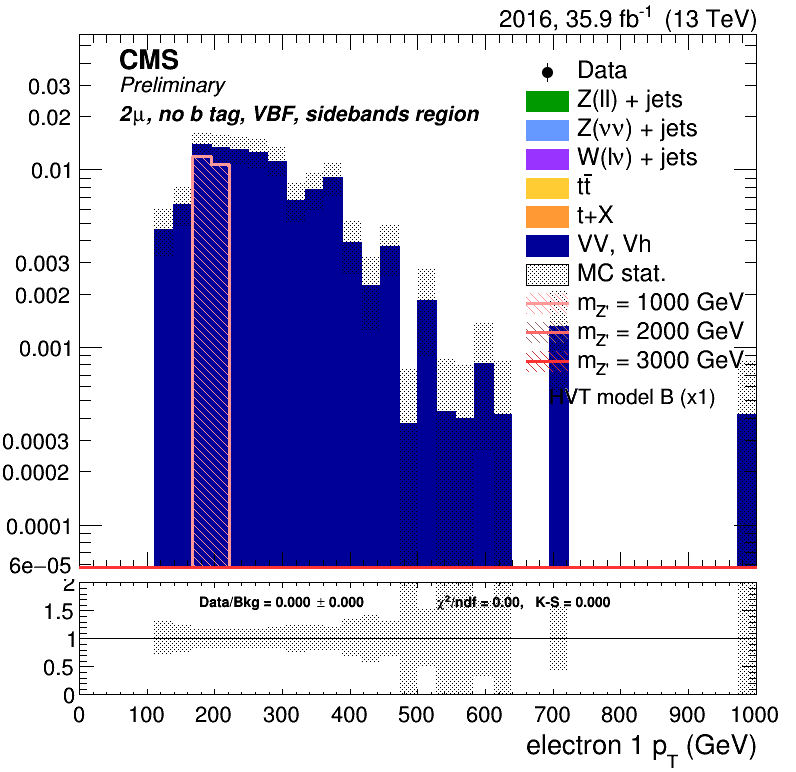 2016, 35.9 fb⁻¹ (13 TeV)
CMS
Preliminary
2μ, no b tag, VBF, sidebands region
Data
Z(ll) + jets
Z(νν) + jets
W(lν) + jets
tt̄
t+X
VV, Vh
MC stat.
m_Z' = 1000 GeV
m_Z' = 2000 GeV
m_Z' = 3000 GeV
HVT model B (x1)
0.03
0.02
0.01
0.003
0.002
0.001
0.0003
0.0002
0.0001
6e−05
2
1.5
1
0.5
0
Data/Bkg = 0.000 ± 0.000
χ²/ndf = 0.00, K-S = 0.000
0 100 200 300 400 500 600 700 800 900 1000
electron 1 p_T (GeV)